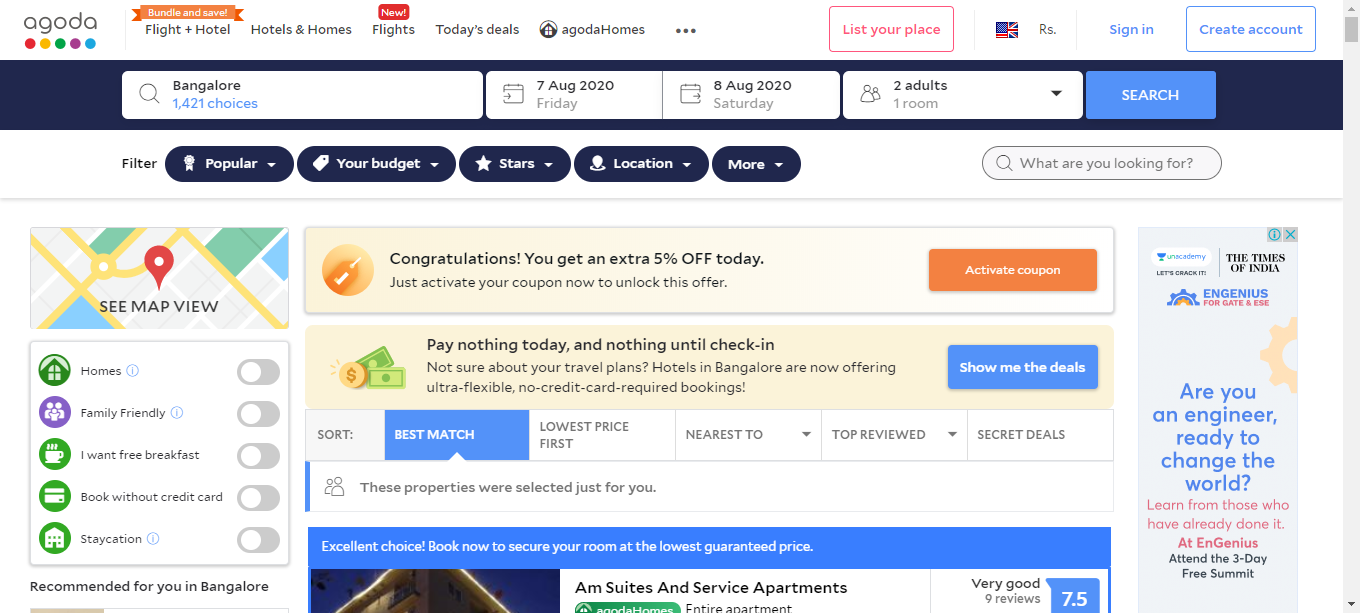 agoda
Bundle and save!
Flight + Hotel
Hotels & Homes
New!
Flights
Today's deals
agodaHomes
List your place
Rs.
Sign in
Create account
Bangalore
1,421 choices
7 Aug 2020
Friday
8 Aug 2020
Saturday
2 adults
1 room
SEARCH
Filter
Popular
Your budget
Stars
Location
More
What are you looking for?
SEE MAP VIEW
Homes
Family Friendly
I want free breakfast
Book without credit card
Staycation
Recommended for you in Bangalore
Congratulations! You get an extra 5% OFF today.
Just activate your coupon now to unlock this offer.
Activate coupon
Pay nothing today, and nothing until check-in
Not sure about your travel plans? Hotels in Bangalore are now offering
ultra-flexible, no-credit-card-required bookings!
Show me the deals
SORT:
BEST MATCH
LOWEST PRICE
FIRST
NEAREST TO
TOP REVIEWED
SECRET DEALS
These properties were selected just for you.
Excellent choice! Book now to secure your room at the lowest guaranteed price.
Am Suites And Service Apartments
agodaHomes
Entire apartment
Very good
9 reviews
7.5
unacademy
LET'S CRACK IT!
THE TIMES
OF INDIA
ENGENIUS
FOR GATE & ESE
Are you
an engineer,
ready to
change the
world?
Learn from those who
have already done it.
At EnGenius
Attend the 3-Day
Free Summit